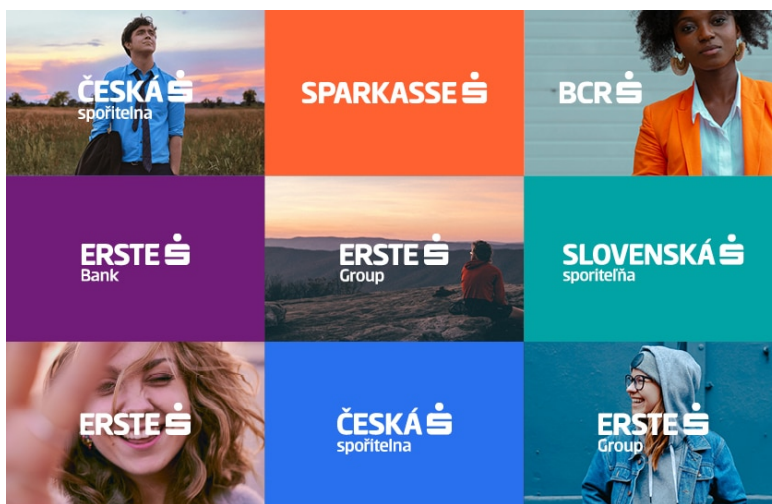 ČESKÁ
spořitelna
SPARKASSE
BCR
ERSTE
Bank
ERSTE
Group
SLOVENSKÁ
sporiteľňa
ERSTE
ČESKÁ
spořitelna
ERSTE
Group